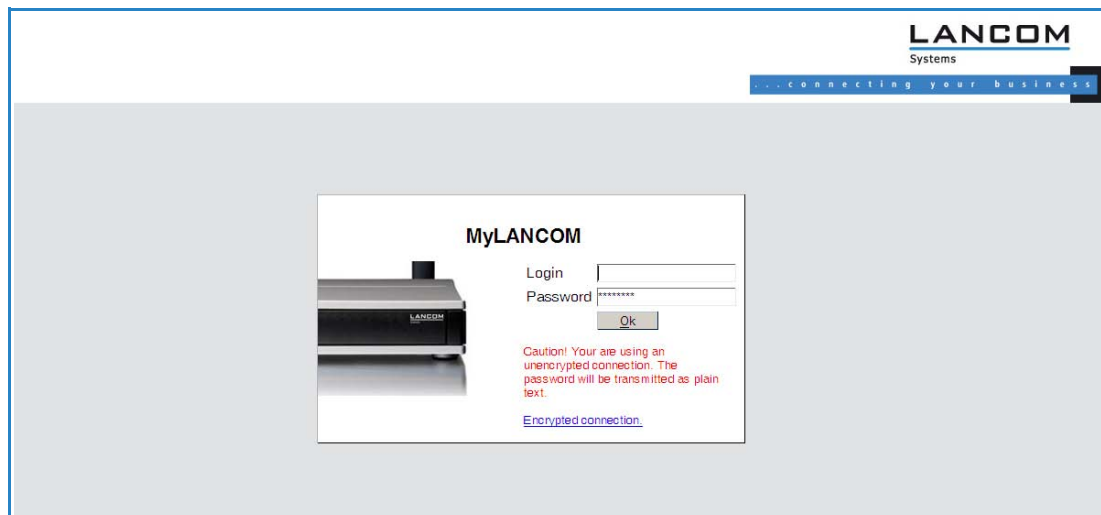 LANCOM
Systems
...connecting your business
MyLANCOM
Login
Password ********
Ok
LANCOM
Caution! Your are using an
unencrypted connection. The
password will be transmitted as plain
text.
Encrypted connection.